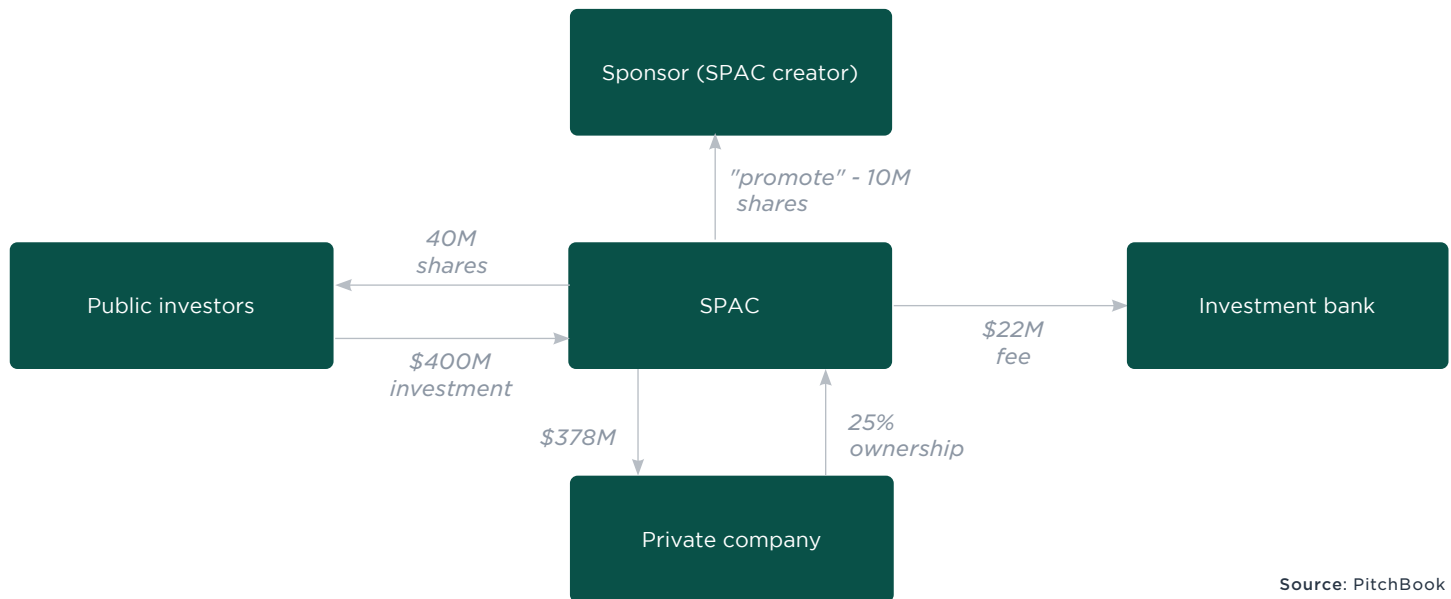 Sponsor (SPAC creator)
"promote" - 10M
shares
40M
shares
Public investors
SPAC
Investment bank
$400M
investment
$22M
fee
$378M
25%
ownership
Private company
Source: PitchBook